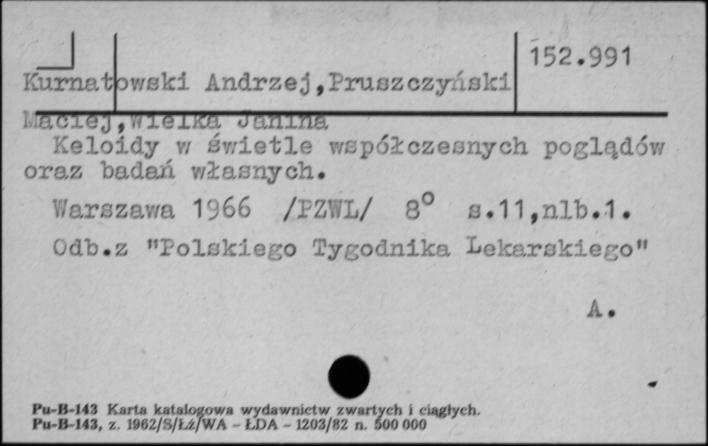 152.991
Kurnatowski Andrzej,Pruszczyński
Maciej,Wielka Janina
Keloidy w świetle współczesnych poglądów
oraz badań własnych.
Warszawa 1966 /PZWL/ 8° s.11,nlb.1.
Odb.z "Polskiego Tygodnika Lekarskiego"
A.
Pu-B-143 Karta katalogowa wydawnictw zwartych i ciągłych.
Pu-B-143, z. 1962/S/Łż/WA - ŁDA - 1203/82 n. 500 000